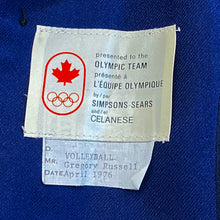 presented to the
OLYMPIC TEAM
présenté à
L'ÉQUIPE OLYMPIQUE
by/par
SIMPSONS-SEARS
and/et
CELANESE
D.
VOLLEYBALL
MR. Gregory Russell
DATE April 1976